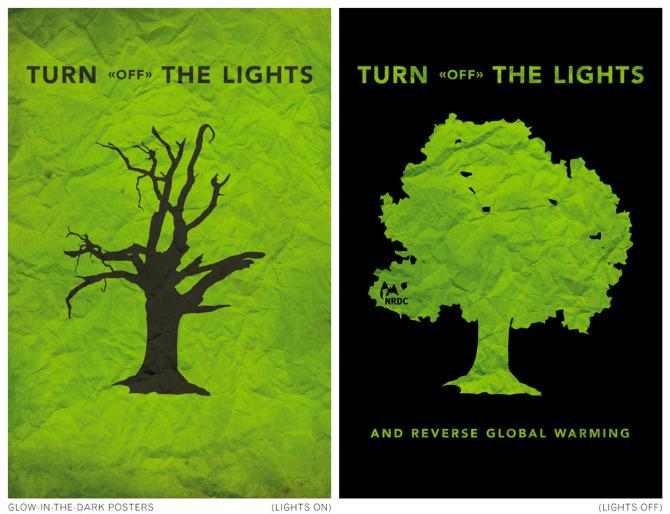 TURN «OFF» THE LIGHTS
TURN «OFF» THE LIGHTS
NRDC
AND REVERSE GLOBAL WARMING
GLOW-IN-THE-DARK POSTERS
(LIGHTS ON)
(LIGHTS OFF)